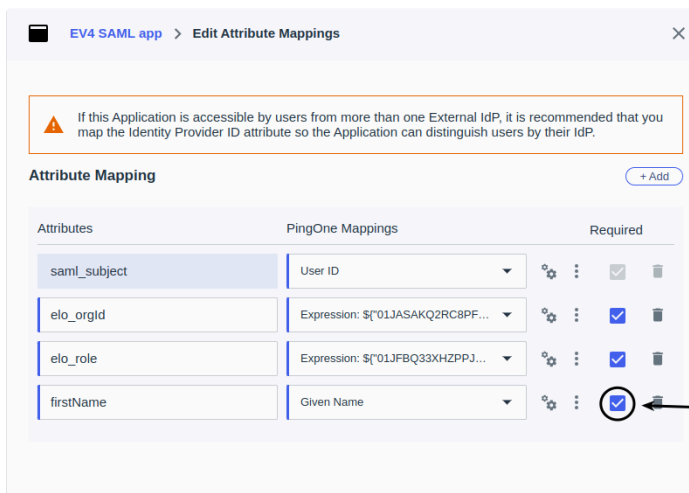 EV4 SAML app > Edit Attribute Mappings
If this Application is accessible by users from more than one External IdP, it is recommended that you
map the Identity Provider ID attribute so the Application can distinguish users by their IdP.
Attribute Mapping
+ Add
Attributes PingOne Mappings Required
saml_subject User ID
elo_orgId Expression: ${"01JASAKQ2RC8PF...
elo_role Expression: ${"01JFBQ33XHZPPJ...
firstName Given Name